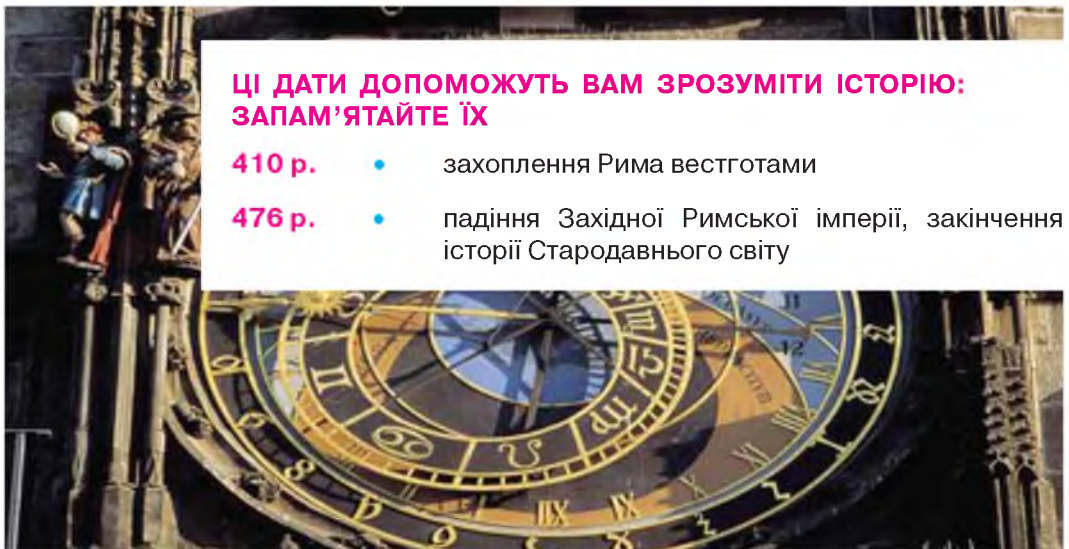 ЦІ ДАТИ ДОПОМОЖУТЬ ВАМ ЗРОЗУМІТИ ІСТОРІЮ:
ЗАПАМ’ЯТАЙТЕ ЇХ
410 р. • захоплення Рима вестготами
476 р. • падіння Західної Римської імперії, закінчення
історії Стародавнього світу